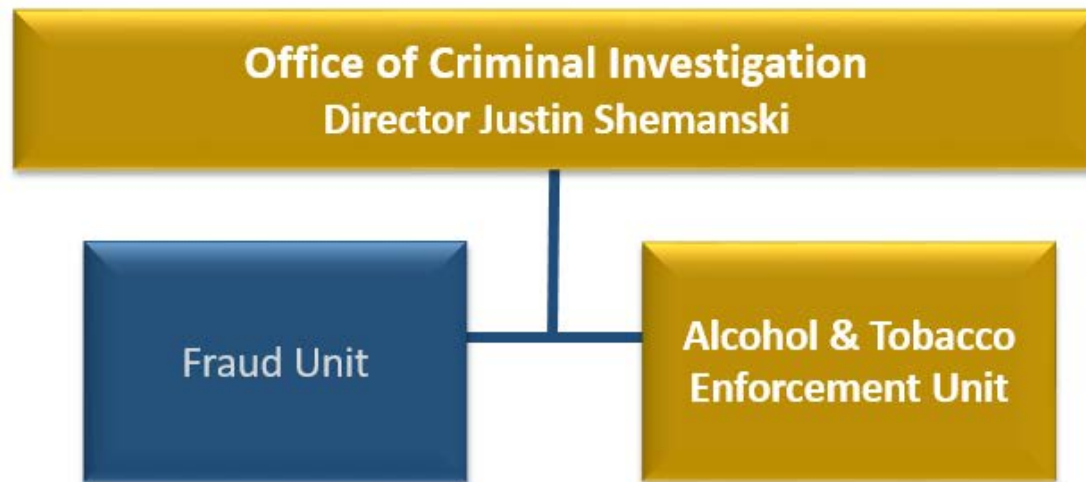 Office of Criminal Investigation
Director Justin Shemanski
Fraud Unit
Alcohol & Tobacco
Enforcement Unit